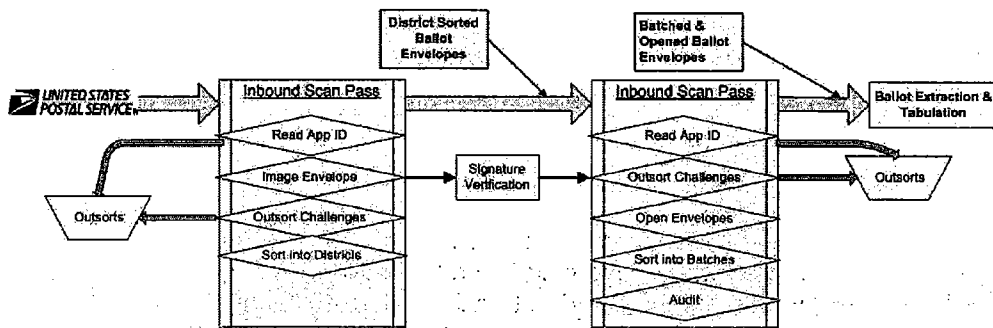 District Sorted
Ballot
Envelopes
Batched &
Opened Ballot
Envelopes
UNITED STATES
POSTAL SERVICE
Inbound Scan Pass
Read App ID
Image Envelope
Outsort Challenges
Sort into Districts
Outsorts
Signature
Verification
Inbound Scan Pass
Read App ID
Outsort Challenges
Open Envelopes
Sort into Batches
Audit
Ballot Extraction &
Tabulation
Outsorts